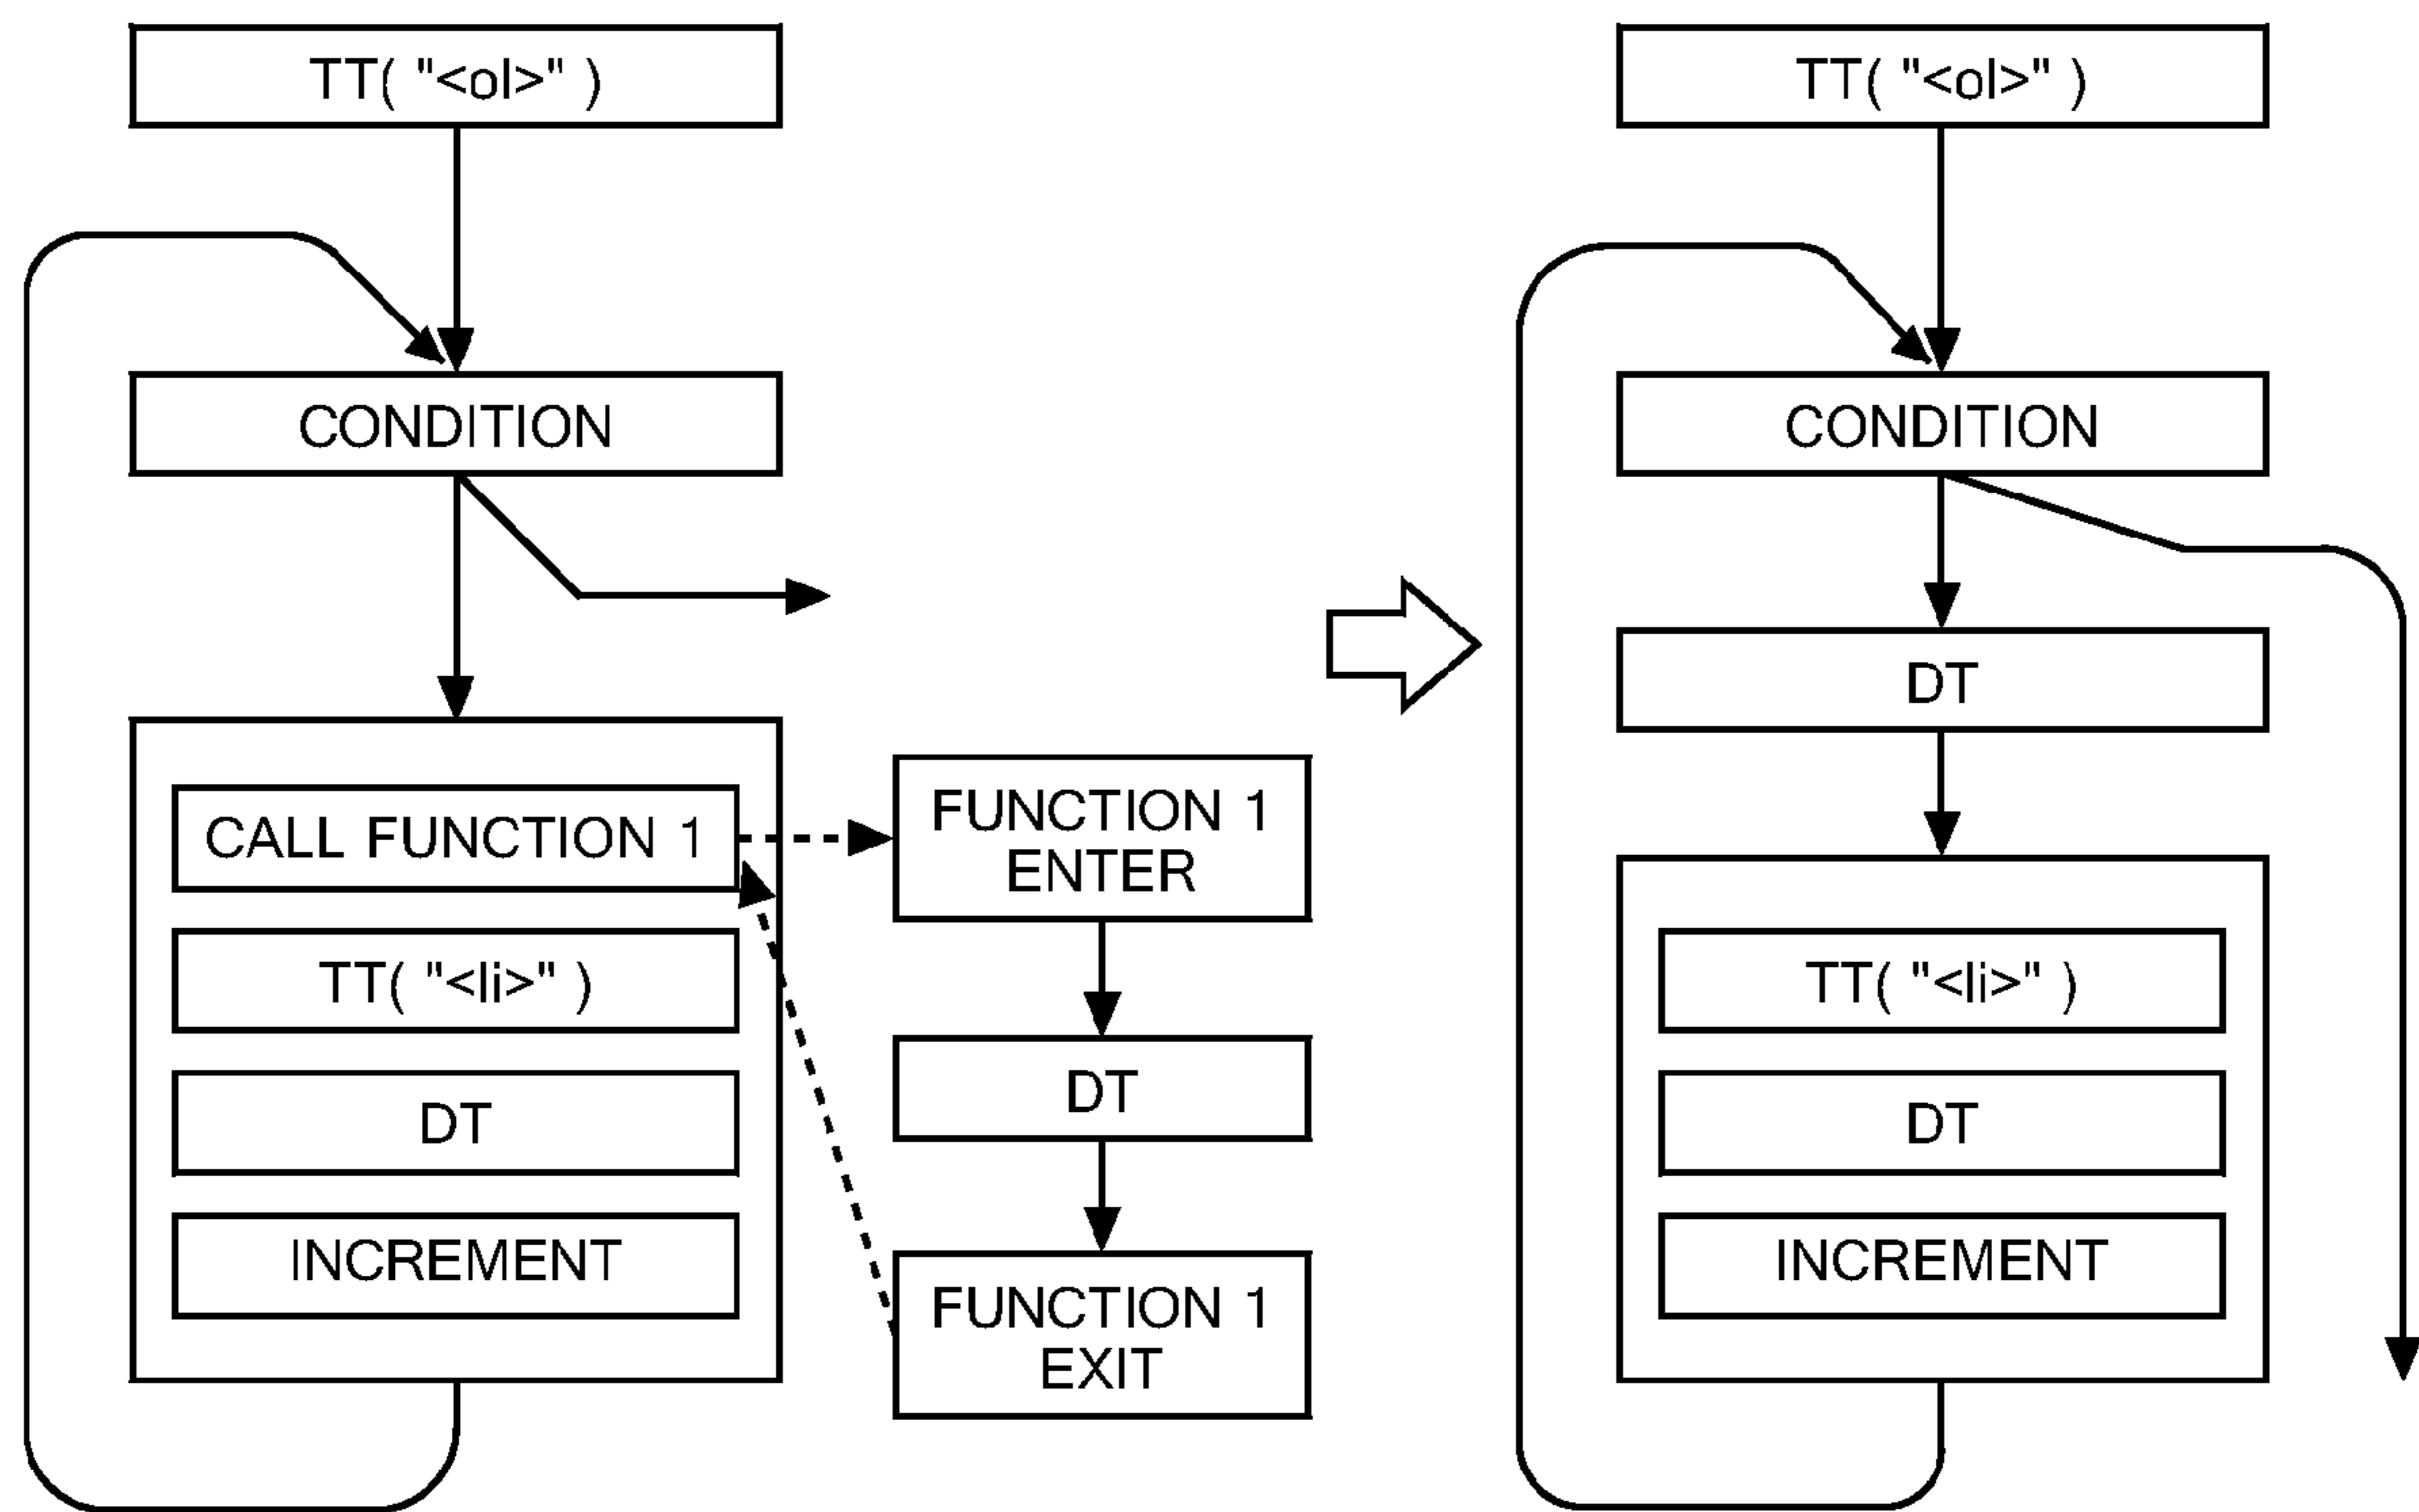 TT( "<ol>" )
CONDITION
CALL FUNCTION 1
TT( "<li>" )
DT
INCREMENT
FUNCTION 1
ENTER
DT
FUNCTION 1
EXIT
TT( "<ol>" )
CONDITION
DT
TT( "<li>" )
DT
INCREMENT